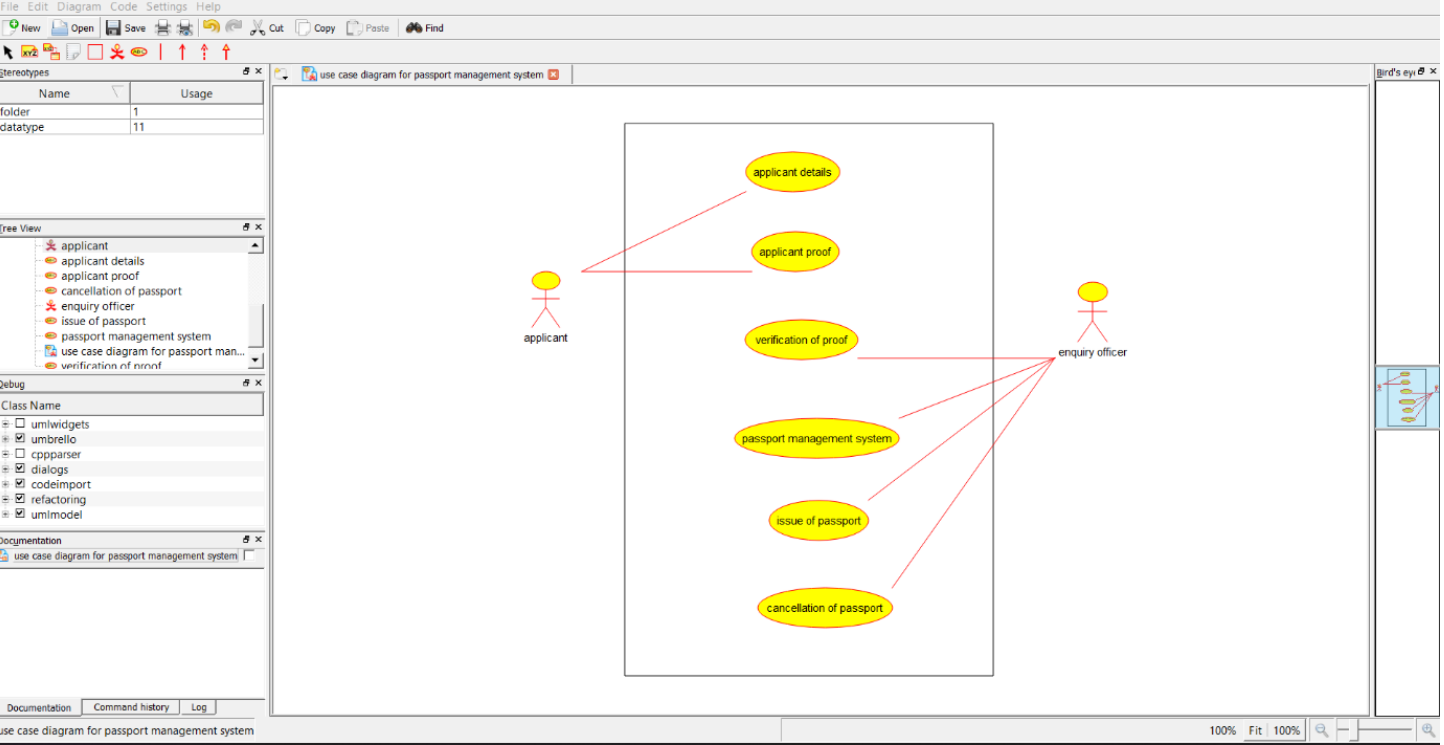 File Edit Diagram Code Settings Help
New Open Save Cut Copy Paste Find
XYZ
Stereotypes
Name Usage
folder 1
datatype 11
Tree View
applicant
applicant details
applicant proof
cancellation of passport
enquiry officer
issue of passport
passport management system
use case diagram for passport man...
verification of proof
Debug
Class Name
umlwidgets
umbrello
cppparser
dialogs
codeimport
refactoring
umlmodel
Documentation
use case diagram for passport management system
Documentation Command history Log
use case diagram for passport management system
use case diagram for passport management system
applicant details
applicant proof
applicant
verification of proof
enquiry officer
passport management system
issue of passport
cancellation of passport
Bird's eye
100% Fit 100%